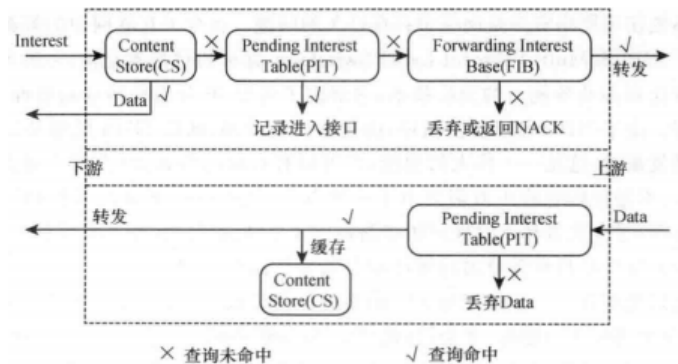 Interest
Content
Store(CS)
×
Pending Interest
Table(PIT)
×
Forwarding Interest
Base(FIB)
√
转发
Data
√
√
×
记录进入接口
丢弃或返回NACK
下游
上游
转发
√
Pending Interest
Table(PIT)
Data
缓存
Content
Store(CS)
×
丢弃Data
× 查询未命中
√ 查询命中